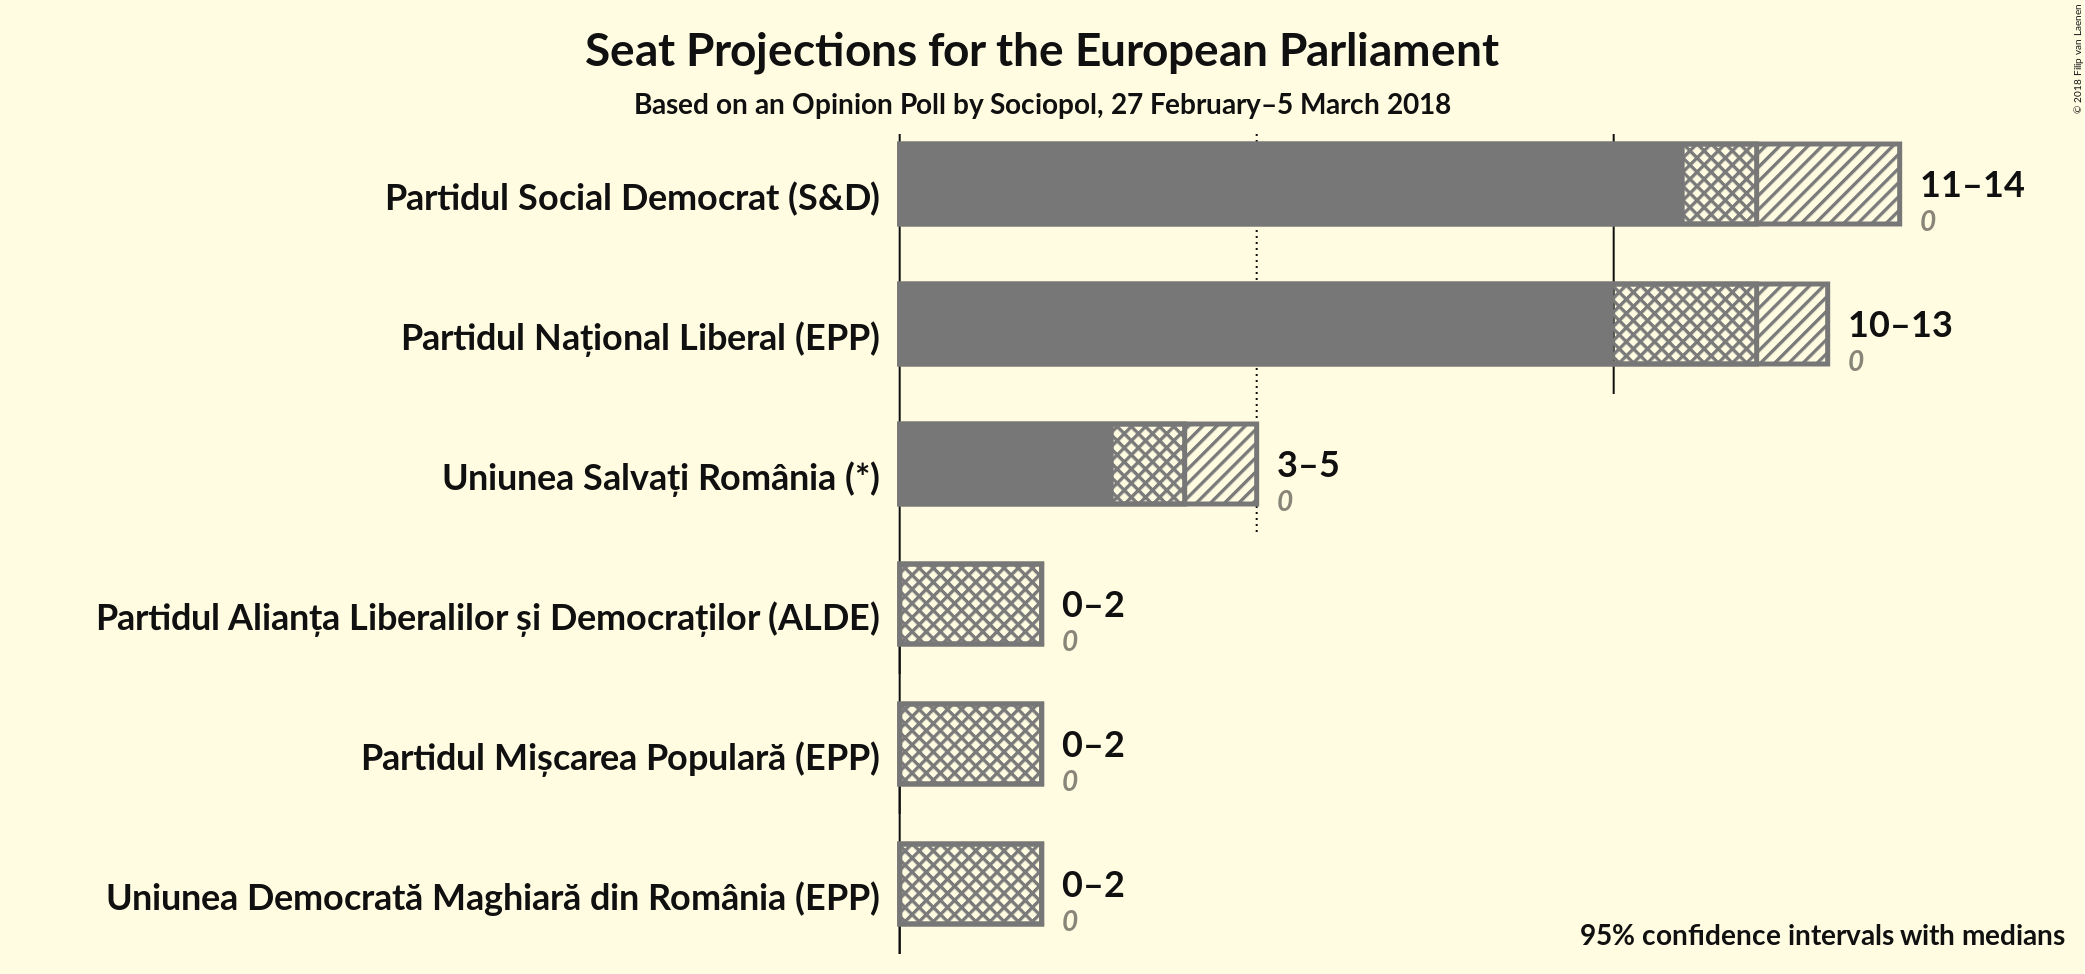 Seat Projections for the European Parliament
Based on an Opinion Poll by Sociopol, 27 February–5 March 2018
© 2018 Filip van Laenen
Partidul Social Democrat (S&D)
11–14
0
Partidul Național Liberal (EPP)
10–13
0
Uniunea Salvați România (*)
3–5
0
Partidul Alianța Liberalilor și Democraților (ALDE)
0–2
0
Partidul Mișcarea Populară (EPP)
0–2
0
Uniunea Democrată Maghiară din România (EPP)
0–2
0
95% confidence intervals with medians